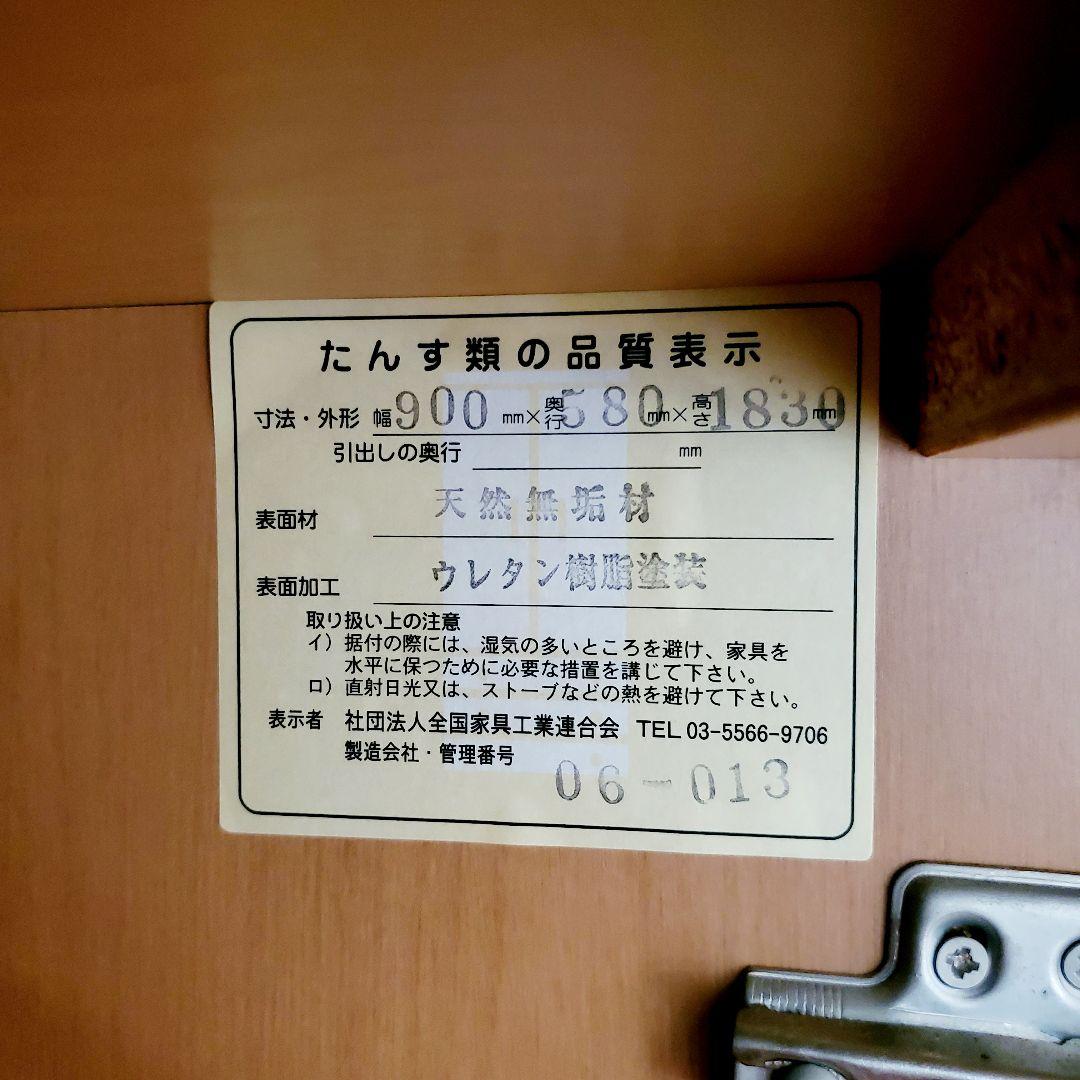 たんす類の品質表示
寸法・外形 幅900mm×奥行580mm×高さ1830mm
引出しの奥行 mm
表面材 天然無垢材
表面加工 ウレタン樹脂塗装
取り扱い上の注意
イ）据付の際には、湿気の多いところを避け、家具を
水平に保つために必要な措置を講じて下さい。
ロ）直射日光又は、ストーブなどの熱を避けて下さい。
表示者 社団法人全国家具工業連合会 TEL 03-5566-9706
製造会社・管理番号
06-013